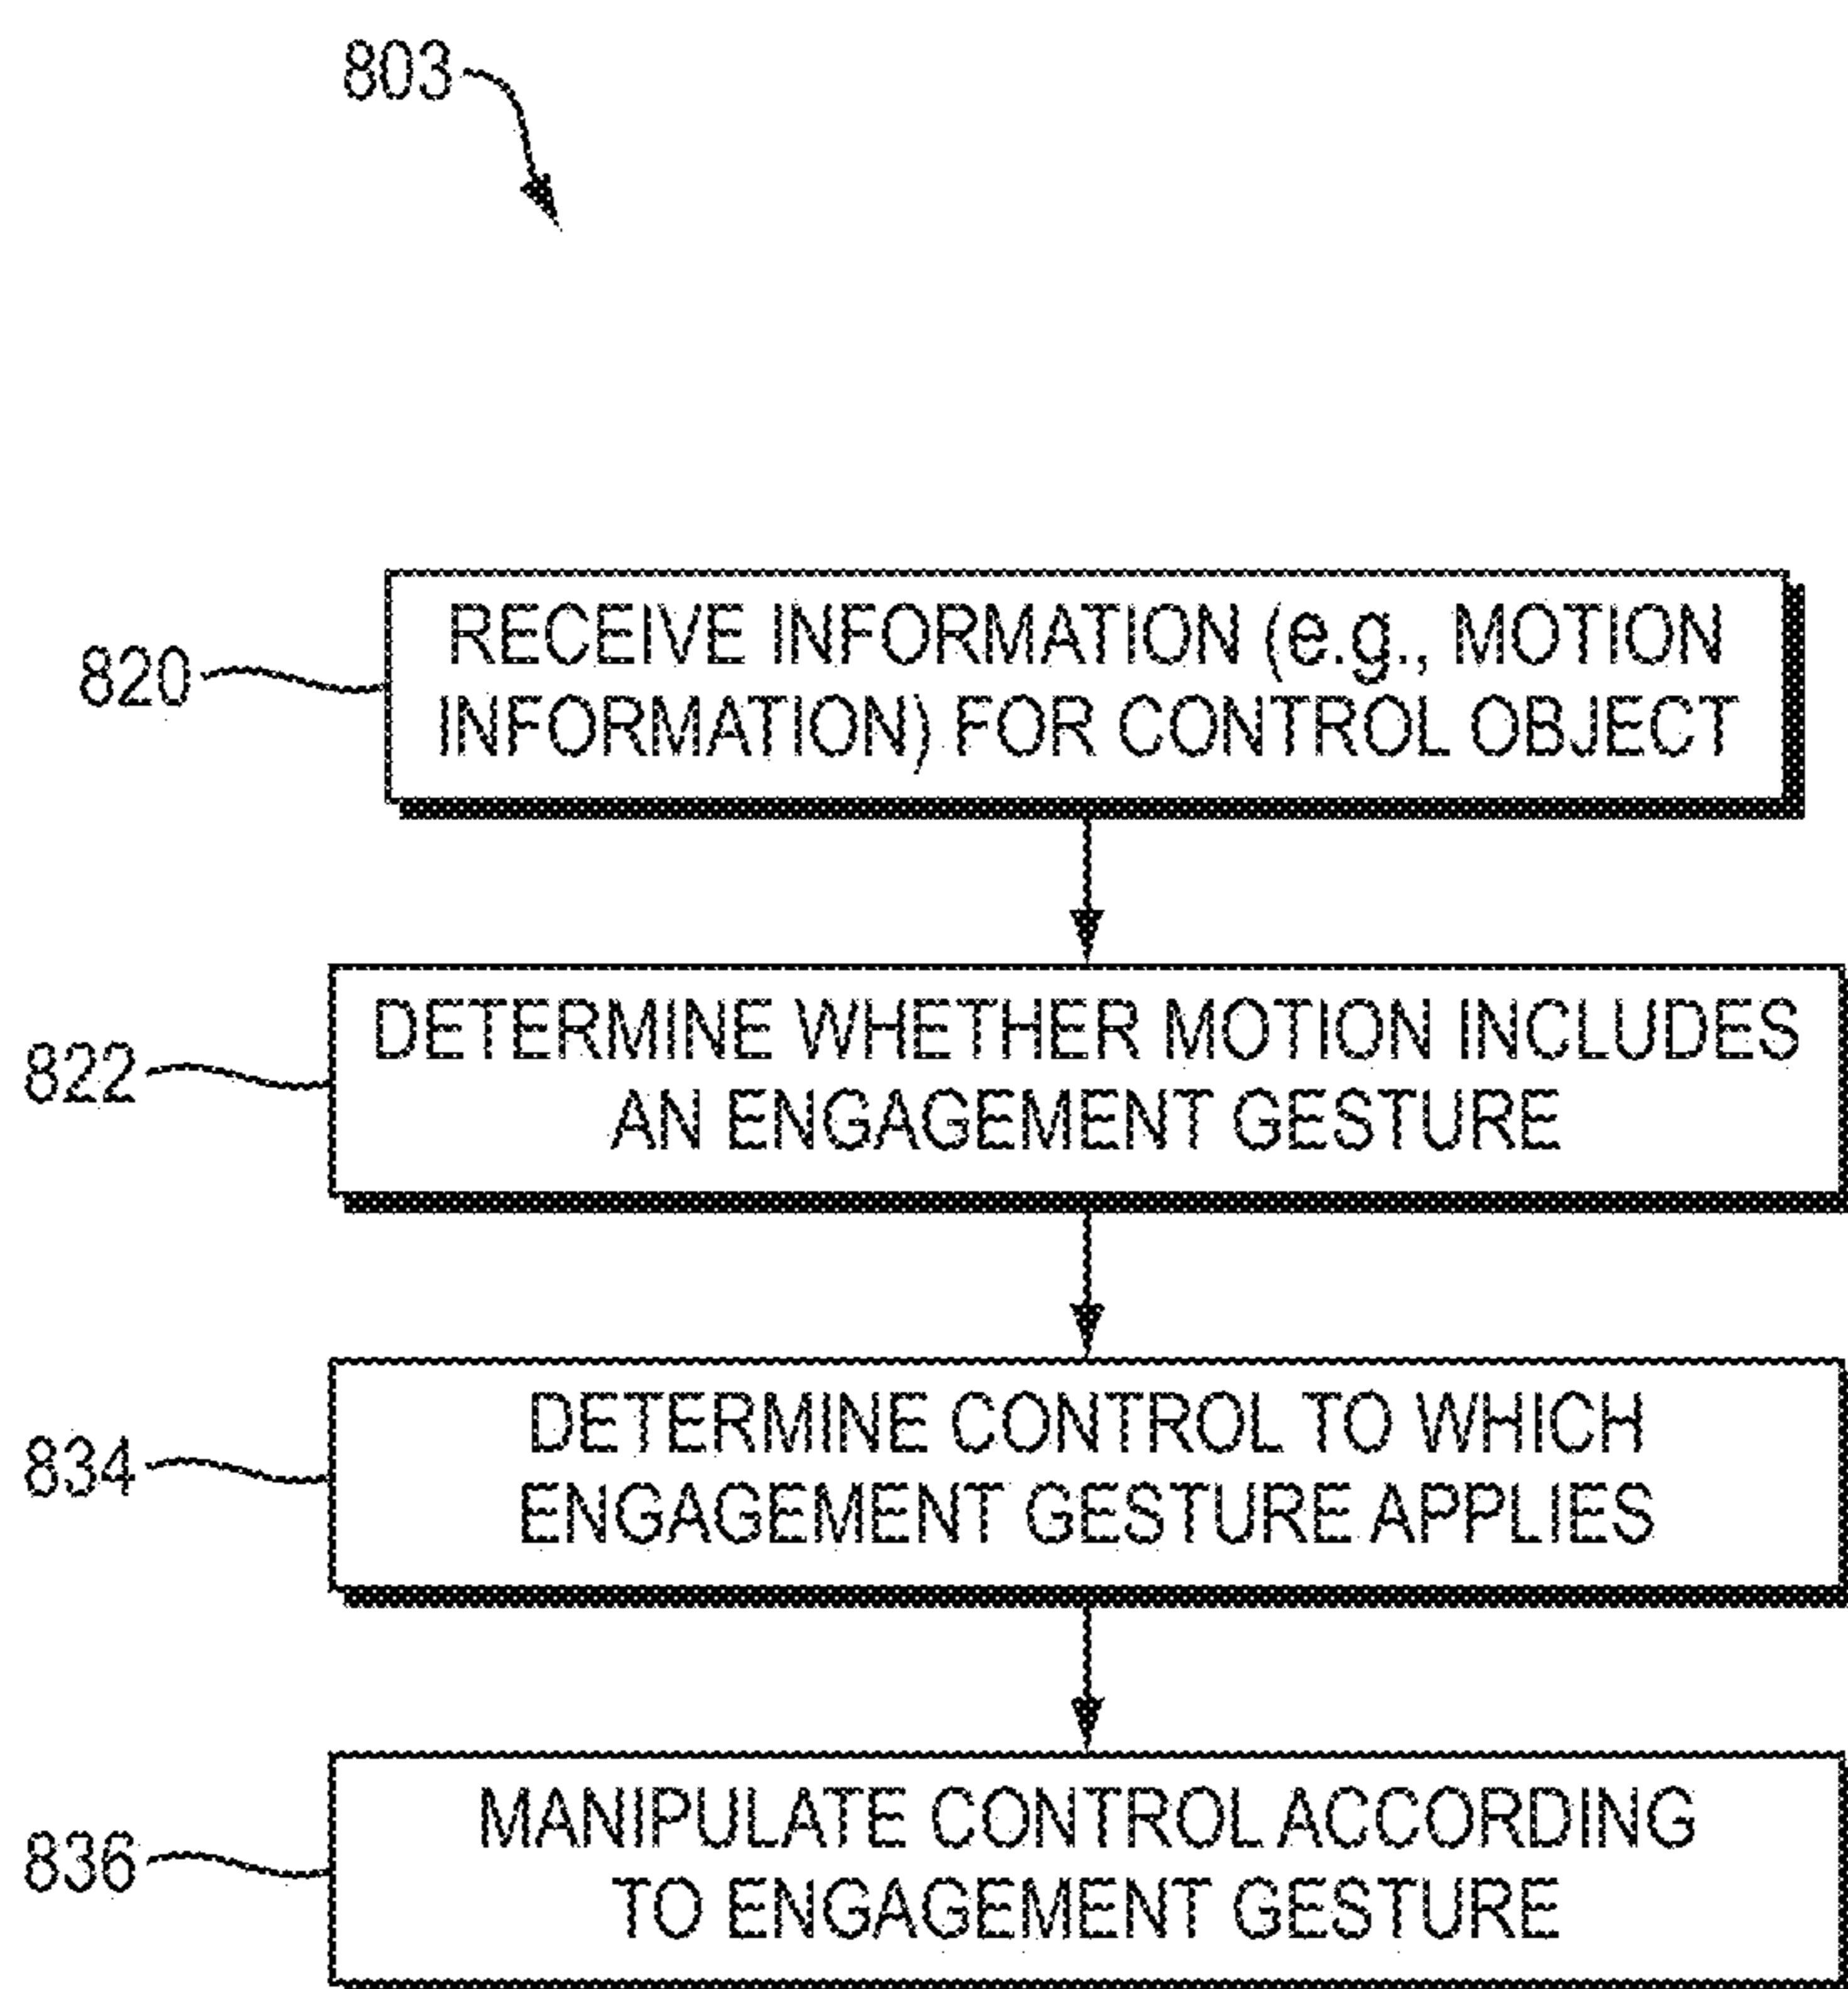 803
820
RECEIVE INFORMATION (e.g., MOTION
INFORMATION) FOR CONTROL OBJECT
822
DETERMINE WHETHER MOTION INCLUDES
AN ENGAGEMENT GESTURE
834
DETERMINE CONTROL TO WHICH
ENGAGEMENT GESTURE APPLIES
836
MANIPULATE CONTROL ACCORDING
TO ENGAGEMENT GESTURE